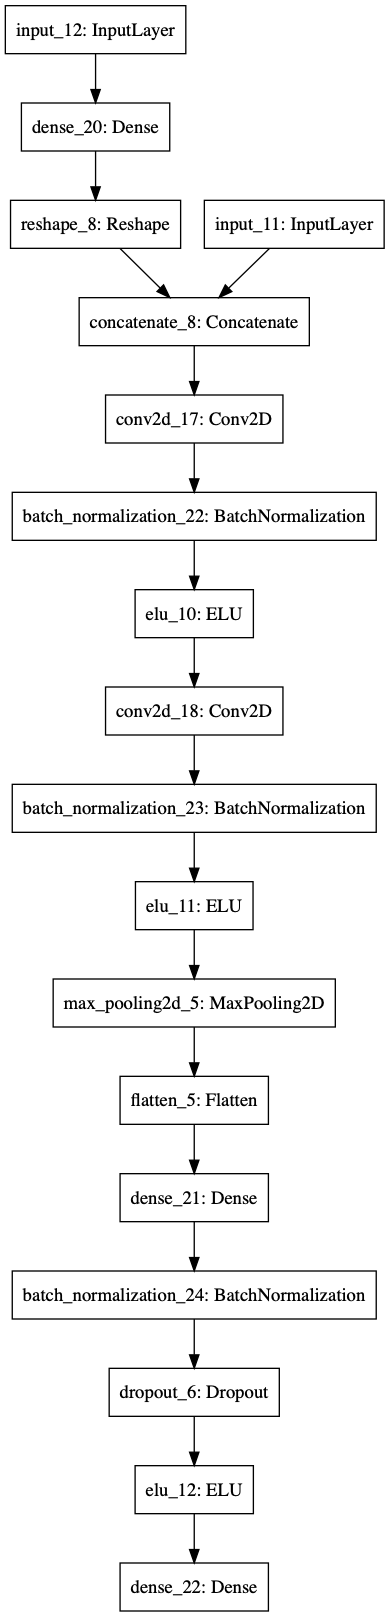 input_12: InputLayer
dense_20: Dense
reshape_8: Reshape
input_11: InputLayer
concatenate_8: Concatenate
conv2d_17: Conv2D
batch_normalization_22: BatchNormalization
elu_10: ELU
conv2d_18: Conv2D
batch_normalization_23: BatchNormalization
elu_11: ELU
max_pooling2d_5: MaxPooling2D
flatten_5: Flatten
dense_21: Dense
batch_normalization_24: BatchNormalization
dropout_6: Dropout
elu_12: ELU
dense_22: Dense